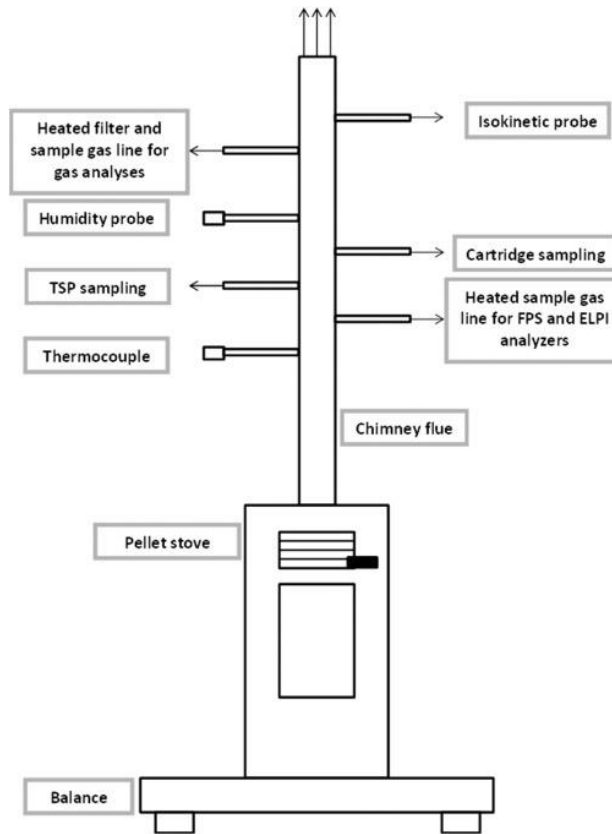 Heated filter and
sample gas line for
gas analyses
Isokinetic probe
Humidity probe
Cartridge sampling
TSP sampling
Heated sample gas
line for FPS and ELPI
analyzers
Thermocouple
Chimney flue
Pellet stove
Balance